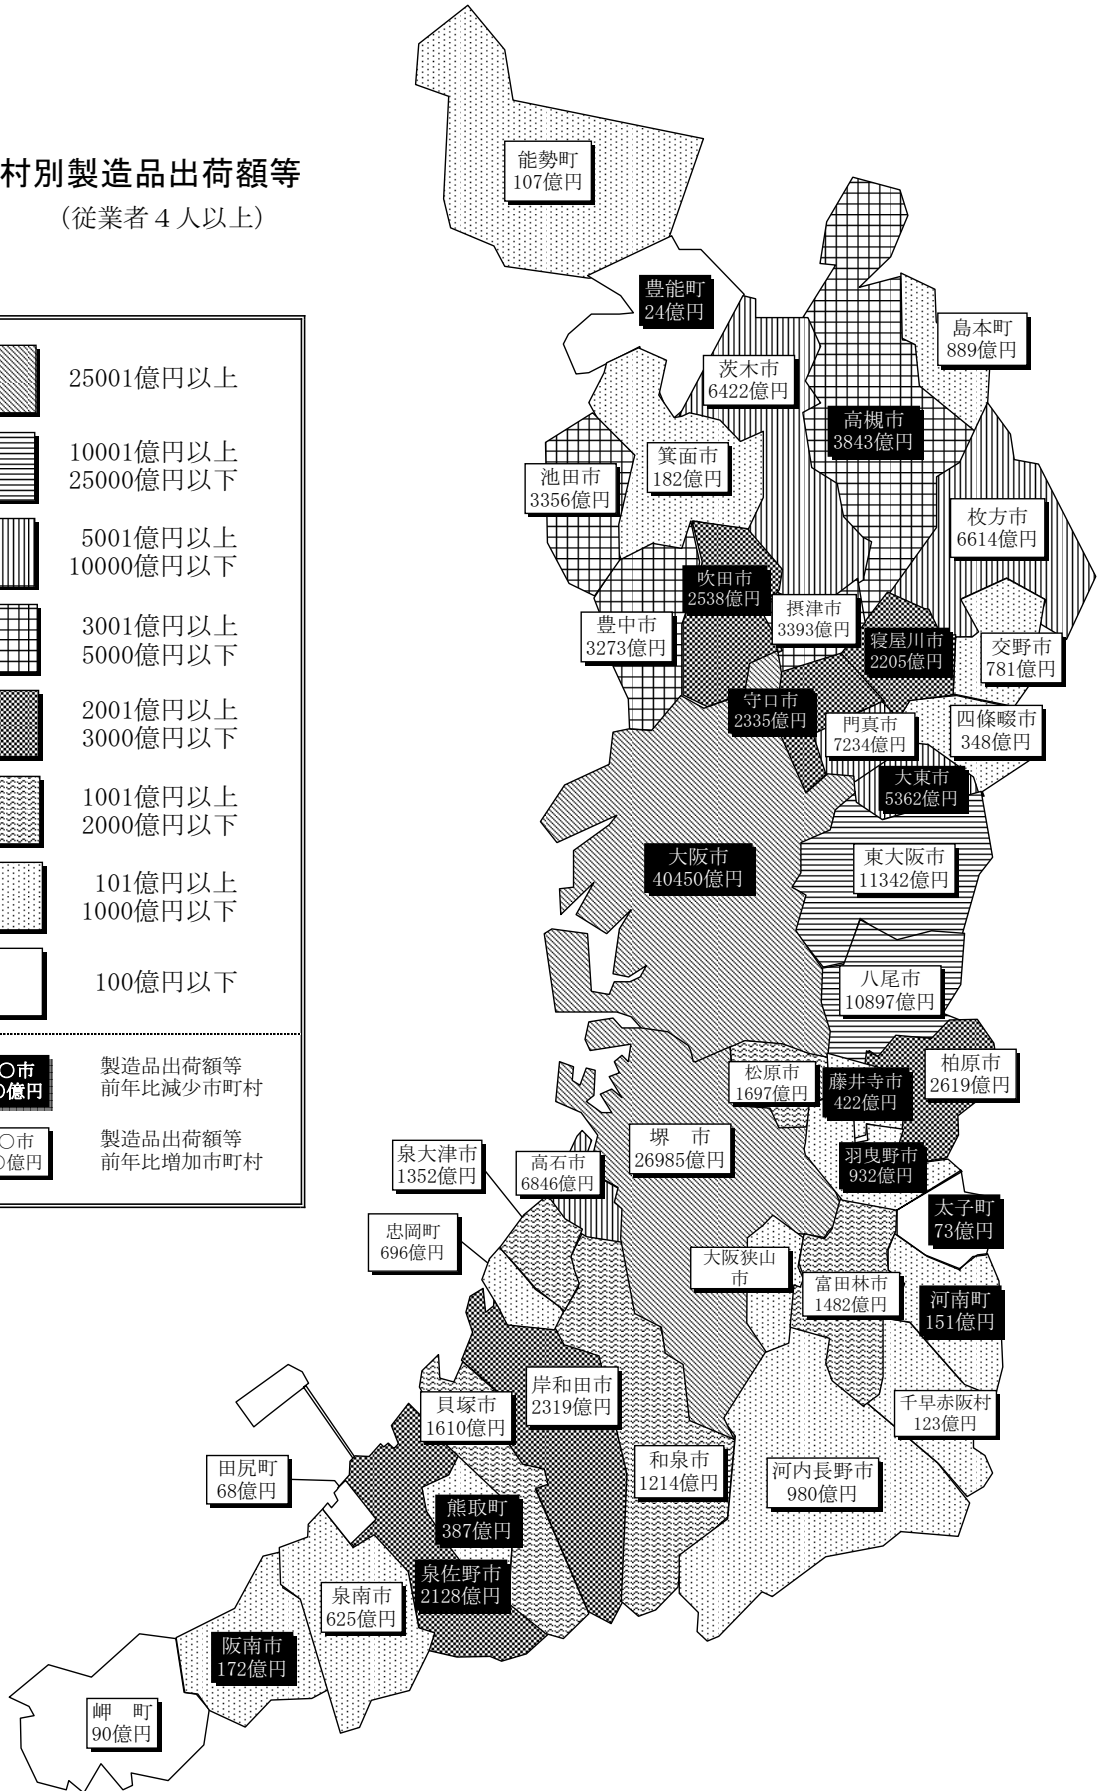 村別製造品出荷額等
（従業者４人以上）
25001億円以上
10001億円以上
25000億円以下
5001億円以上
10000億円以下
3001億円以上
5000億円以下
2001億円以上
3000億円以下
1001億円以上
2000億円以下
101億円以上
1000億円以下
100億円以下
○市
○億円
製造品出荷額等
前年比減少市町村
○市
○億円
製造品出荷額等
前年比増加市町村
能勢町
107億円
豊能町
24億円
島本町
889億円
茨木市
6422億円
高槻市
3843億円
箕面市
182億円
池田市
3356億円
枚方市
6614億円
吹田市
2538億円
摂津市
3393億円
豊中市
3273億円
寝屋川市
2205億円
交野市
781億円
守口市
2335億円
門真市
7234億円
四條畷市
348億円
大東市
5362億円
大阪市
40450億円
東大阪市
11342億円
八尾市
10897億円
柏原市
2619億円
松原市
1697億円
藤井寺市
422億円
堺　市
26985億円
羽曳野市
932億円
泉大津市
1352億円
高石市
6846億円
太子町
73億円
忠岡町
696億円
大阪狭山
市
富田林市
1482億円
河南町
151億円
岸和田市
2319億円
貝塚市
1610億円
千早赤阪村
123億円
和泉市
1214億円
河内長野市
980億円
田尻町
68億円
熊取町
387億円
泉佐野市
2128億円
泉南市
625億円
阪南市
172億円
岬　町
90億円